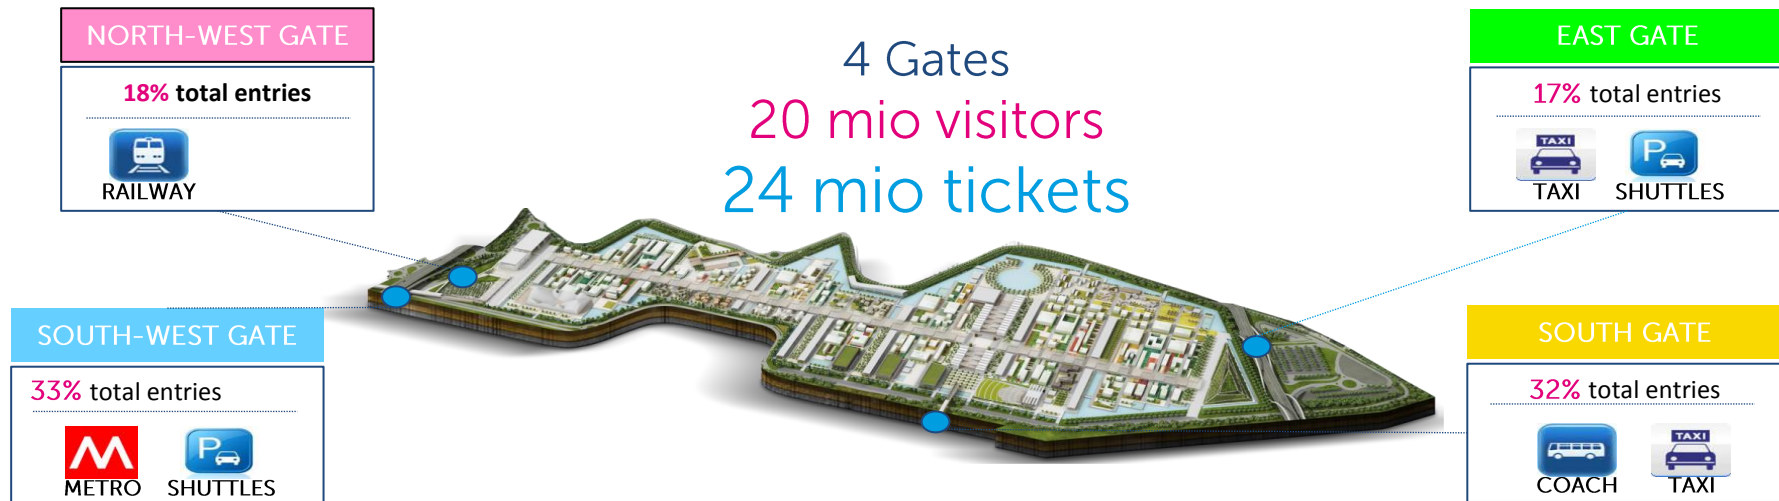 NORTH-WEST GATE
18% total entries
RAILWAY
4 Gates
20 mio visitors
24 mio tickets
EAST GATE
17% total entries
TAXI
P
TAXI SHUTTLES
SOUTH-WEST GATE
33% total entries
M
P
METRO SHUTTLES
SOUTH GATE
32% total entries
TAXI
COACH TAXI